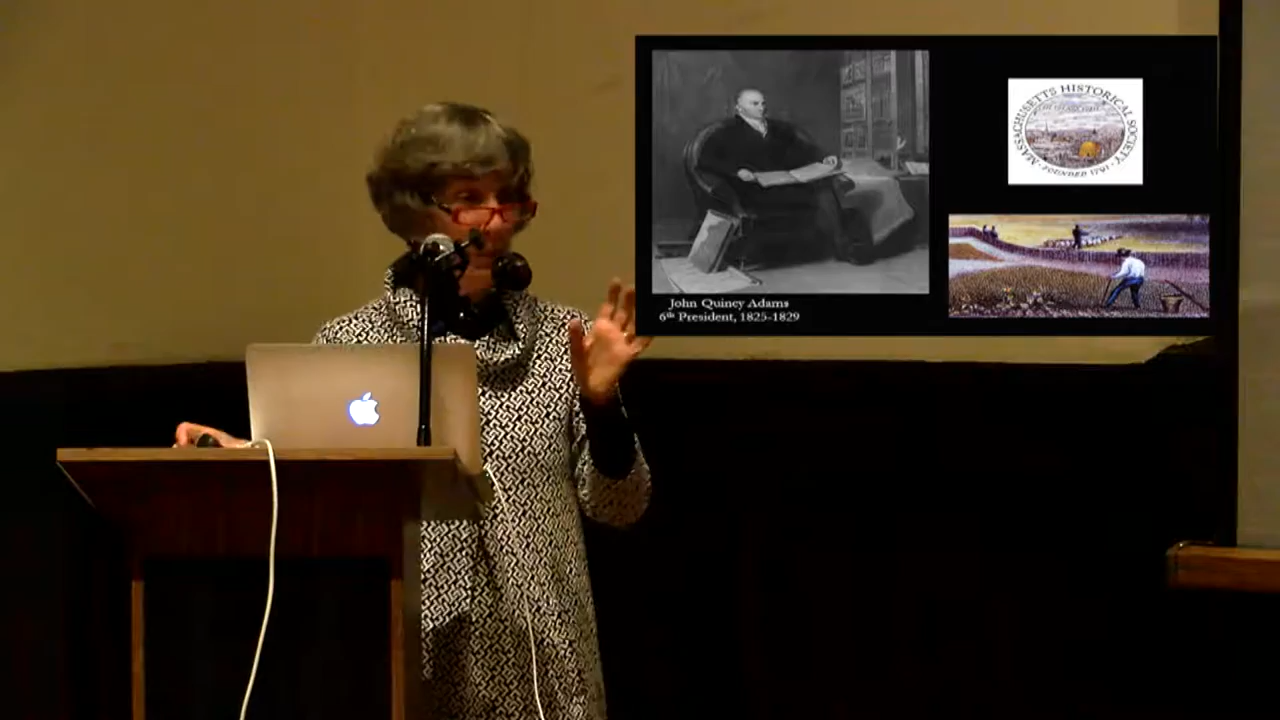 John Quincy Adams
6th President, 1825-1829
MASSACHUSETTS HISTORICAL SOCIETY
· FOUNDED 1791 ·